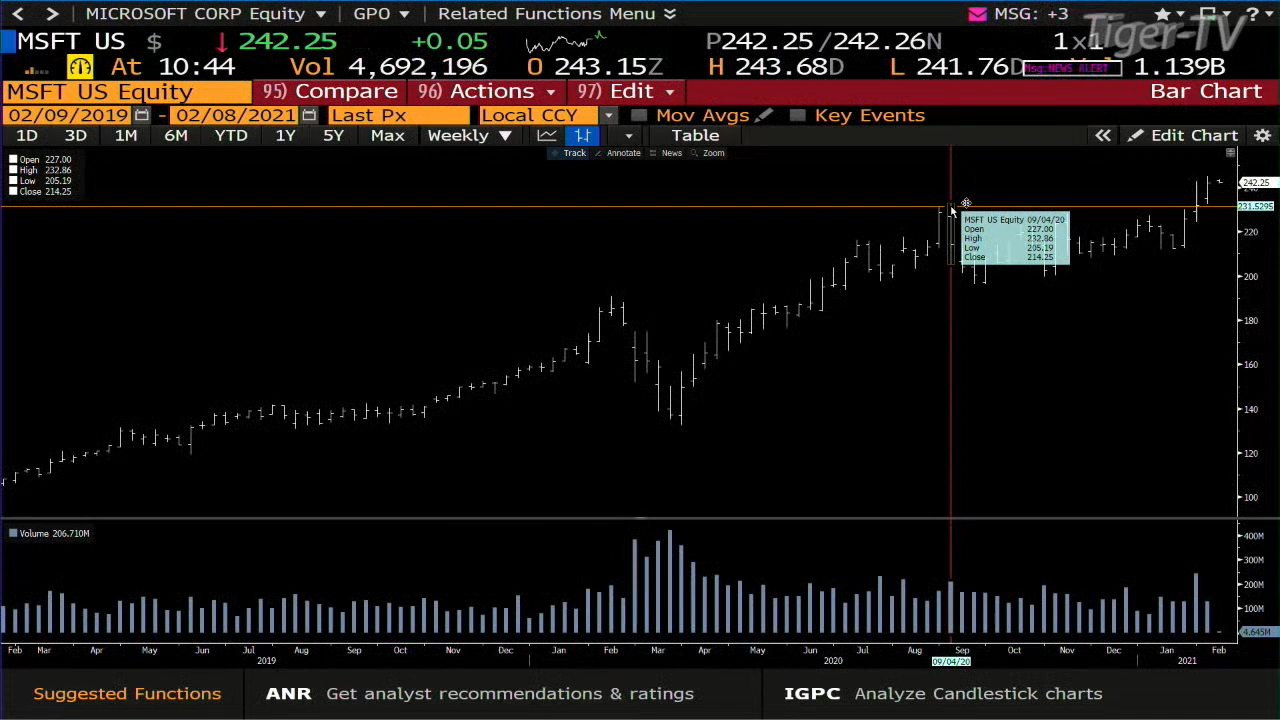 MICROSOFT CORP Equity GPO Related Functions Menu MSG: +3 ?
Tiger-TV
MSFT US $ 242.25 +0.05 P242.25/242.26N 1x1
At 10:44 Vol 4,692,196 O 243.15Z H 243.68D L 241.76D 1.139B
Msg:NEWS ALERT
MSFT US Equity 95) Compare 96) Actions 97) Edit Bar Chart
02/09/2019 - 02/08/2021 Last Px Local CCY Mov Avgs Key Events
1D 3D 1M 6M YTD 1Y 5Y Max Weekly Table Edit Chart
Track Annotate News Zoom
Open 227.00
High 232.86
Low 205.19
Close 214.25
242.25
231.5295
MSFT US Equity 09/04/20
Open 227.00
High 232.86
Low 205.19
Close 214.25
220
200
180
160
140
120
100
Volume 206.710M
400M
300M
200M
100M
4.645M
Feb Mar Apr May Jun Jul Aug Sep Oct Nov Dec Jan Feb Mar Apr May Jun Jul Aug Sep Oct Nov Dec Jan Feb
2019 2020 09/04/20 2021
Suggested Functions ANR Get analyst recommendations & ratings IGPC Analyze Candlestick charts